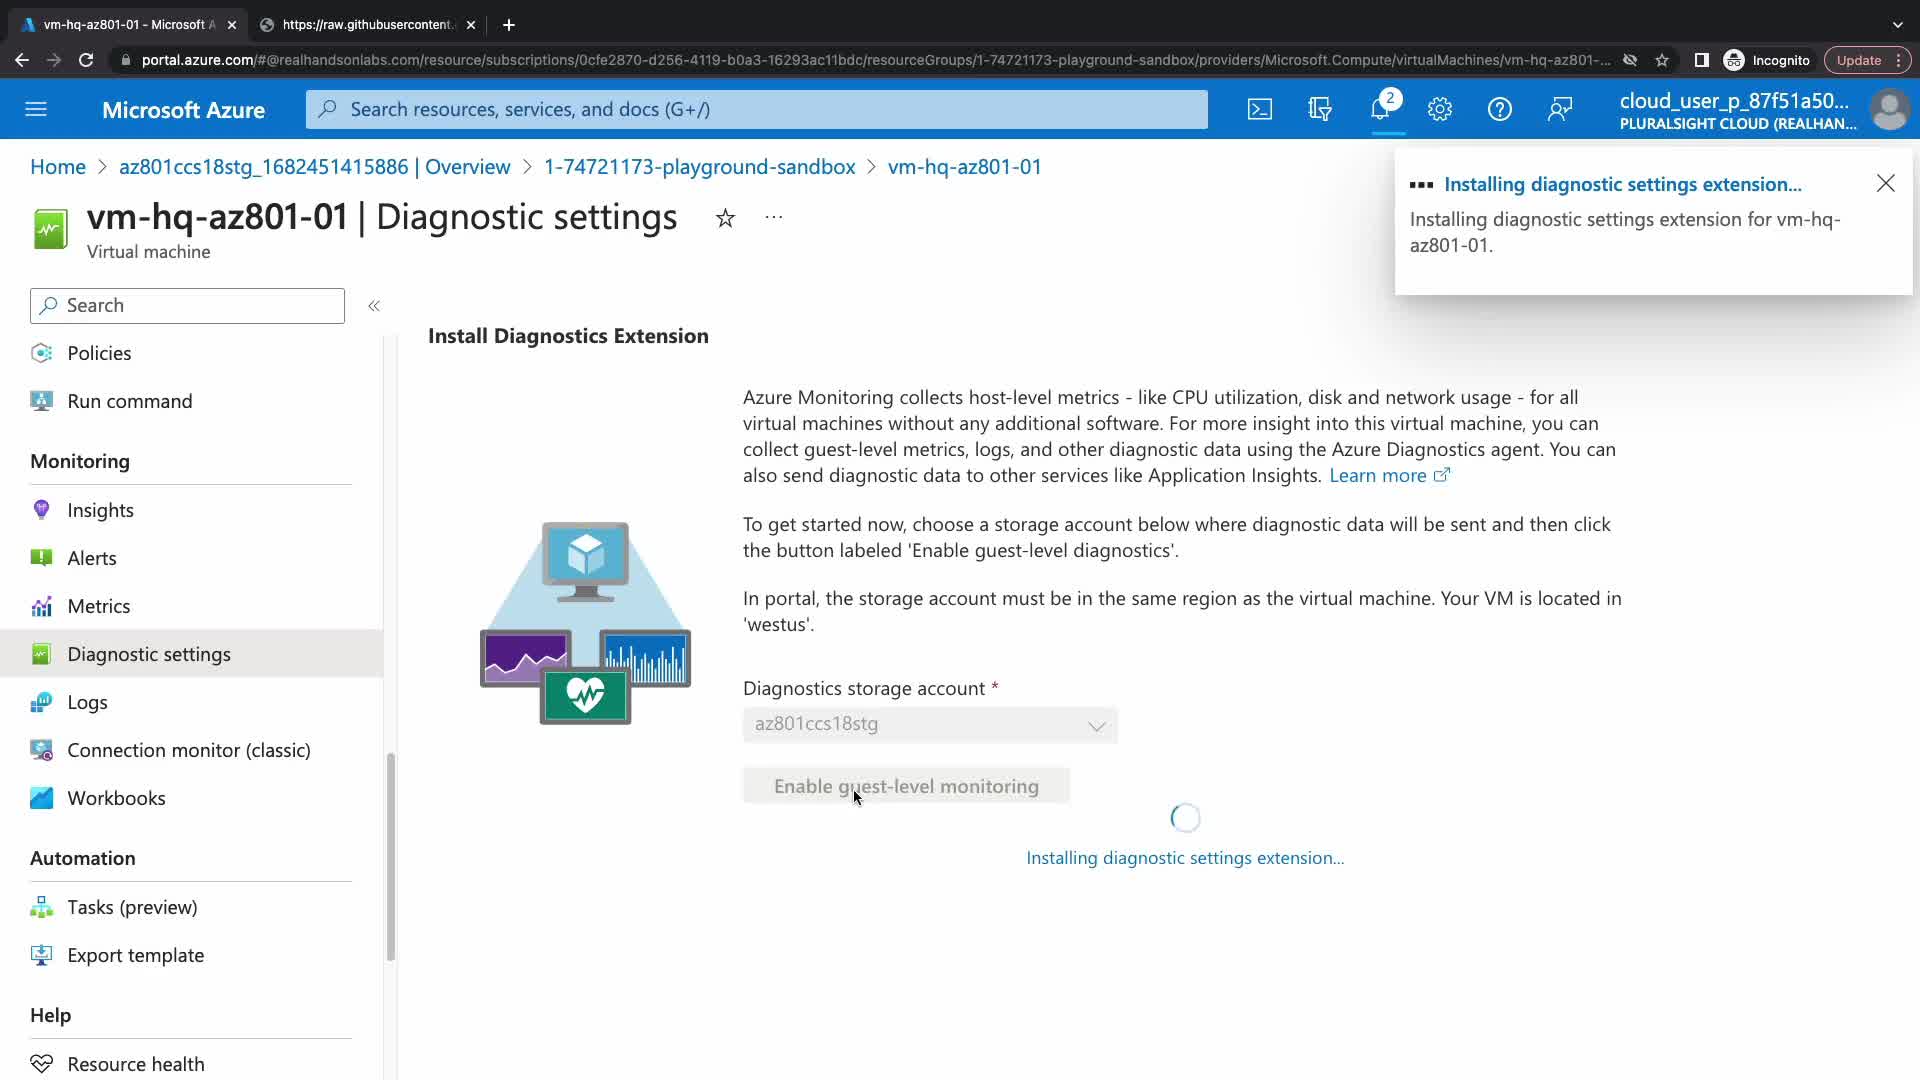 vm-hq-az801-01 - Microsoft A
https://raw.githubusercontent.
portal.azure.com/#@realhandsonlabs.com/resource/subscriptions/0cfe2870-d256-4119-b0a3-16293ac11bdc/resourceGroups/1-74721173-playground-sandbox/providers/Microsoft.Compute/virtualMachines/vm-hq-az801-...
Incognito
Update
Microsoft Azure
Search resources, services, and docs (G+/)
2
cloud_user_p_87f51a50...
PLURALSIGHT CLOUD (REALHAN...
Home > az801ccs18stg_1682451415886 | Overview > 1-74721173-playground-sandbox > vm-hq-az801-01
vm-hq-az801-01 | Diagnostic settings
Virtual machine
Installing diagnostic settings extension...
Installing diagnostic settings extension for vm-hq-
az801-01.
Search
Policies
Run command
Monitoring
Insights
Alerts
Metrics
Diagnostic settings
Logs
Connection monitor (classic)
Workbooks
Automation
Tasks (preview)
Export template
Help
Resource health
Install Diagnostics Extension
Azure Monitoring collects host-level metrics - like CPU utilization, disk and network usage - for all
virtual machines without any additional software. For more insight into this virtual machine, you can
collect guest-level metrics, logs, and other diagnostic data using the Azure Diagnostics agent. You can
also send diagnostic data to other services like Application Insights. Learn more
To get started now, choose a storage account below where diagnostic data will be sent and then click
the button labeled 'Enable guest-level diagnostics'.
In portal, the storage account must be in the same region as the virtual machine. Your VM is located in
'westus'.
Diagnostics storage account *
az801ccs18stg
Enable guest-level monitoring
Installing diagnostic settings extension...